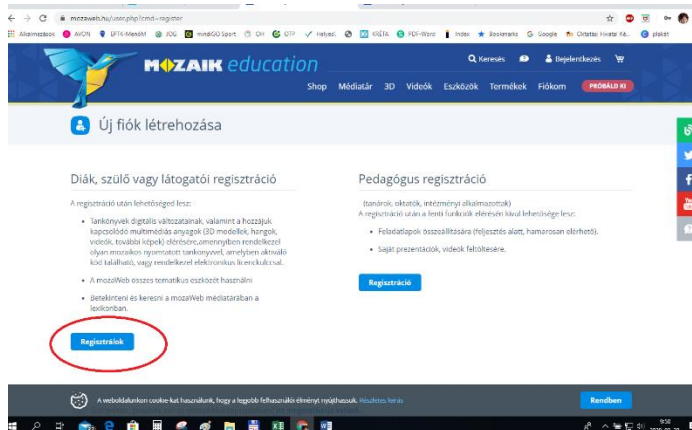 mozaweb.hu/user.php?cmd=register
Alkalmazások AVON EFTK-MenőM JOG mindiGO Sport OH OTP Helyesí. KRÉTA PDF-Word Index Bookmarks Google Oktatási Hivatal Ké... plakát
MOZAIK education
Keresés Bejelentkezés
Shop Médiatár 3D Videók Eszközök Termékek Fiókom PRÓBÁLD KI
Új fiók létrehozása
Diák, szülő vagy látogatói regisztráció
A regisztráció után lehetőséged lesz:
Tankönyvek digitális változatainak, valamint a hozzájuk
kapcsolódó multimédiás anyagok (3D modellek, hangok,
videók, további képek) elérésére,amennyiben rendelkezel
olyan mozaikos nyomtatott tankönyvvel, amelyben aktiváló
kód található, vagy rendelkezel elektronikus licenckulccsal.
A mozaWeb összes tematikus eszközét használni
Betekinteni és keresni a mozaWeb médiatárában a
lexikonban.
Regisztrálok
Pedagógus regisztráció
(tanárok, oktatók, intézményi alkalmazottak)
A regisztráció után a fenti funkciók elérésén kívül lehetősége lesz:
Feladatlapok összeállítására (fejlesztés alatt, hamarosan elérhető).
Saját prezentációk, videók feltöltésére.
Regisztráció
A weboldalunkon cookie-kat használunk, hogy a legjobb felhasználói élményt nyújthassuk. Részletes leírás
Rendben
9:50